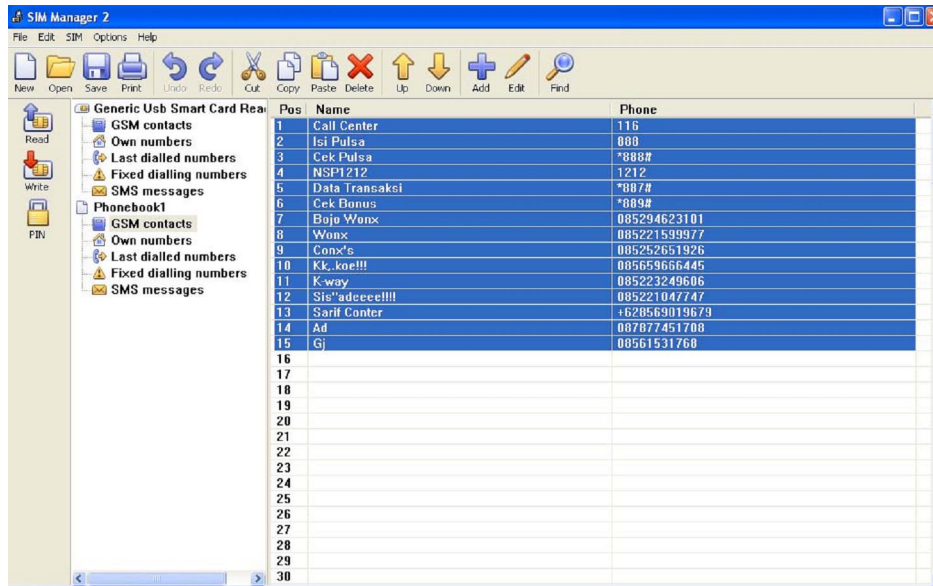 SIM Manager 2
File Edit SIM Options Help
New Open Save Print Undo Redo Cut Copy Paste Delete Up Down Add Edit Find
Read
Write
PIN
Generic Usb Smart Card Rea
GSM contacts
Own numbers
Last dialled numbers
Fixed dialling numbers
SMS messages
Phonebook1
GSM contacts
Own numbers
Last dialled numbers
Fixed dialling numbers
SMS messages
Pos Name Phone
1 Call Center 116
2 Isi Pulsa 888
3 Cek Pulsa *888#
4 NSP1212 1212
5 Data Transaksi *887#
6 Cek Bonus *889#
7 Bojo Wonx 085294623101
8 Wonx 085221599977
9 Conx's 085252651926
10 Kk,.koe!!! 085659666445
11 K-way 085223249606
12 Sis"adeeee!!!! 085221047747
13 Sarif Conter +628569019679
14 Ad 087877451708
15 Gj 08561531768
16
17
18
19
20
21
22
23
24
25
26
27
28
29
30